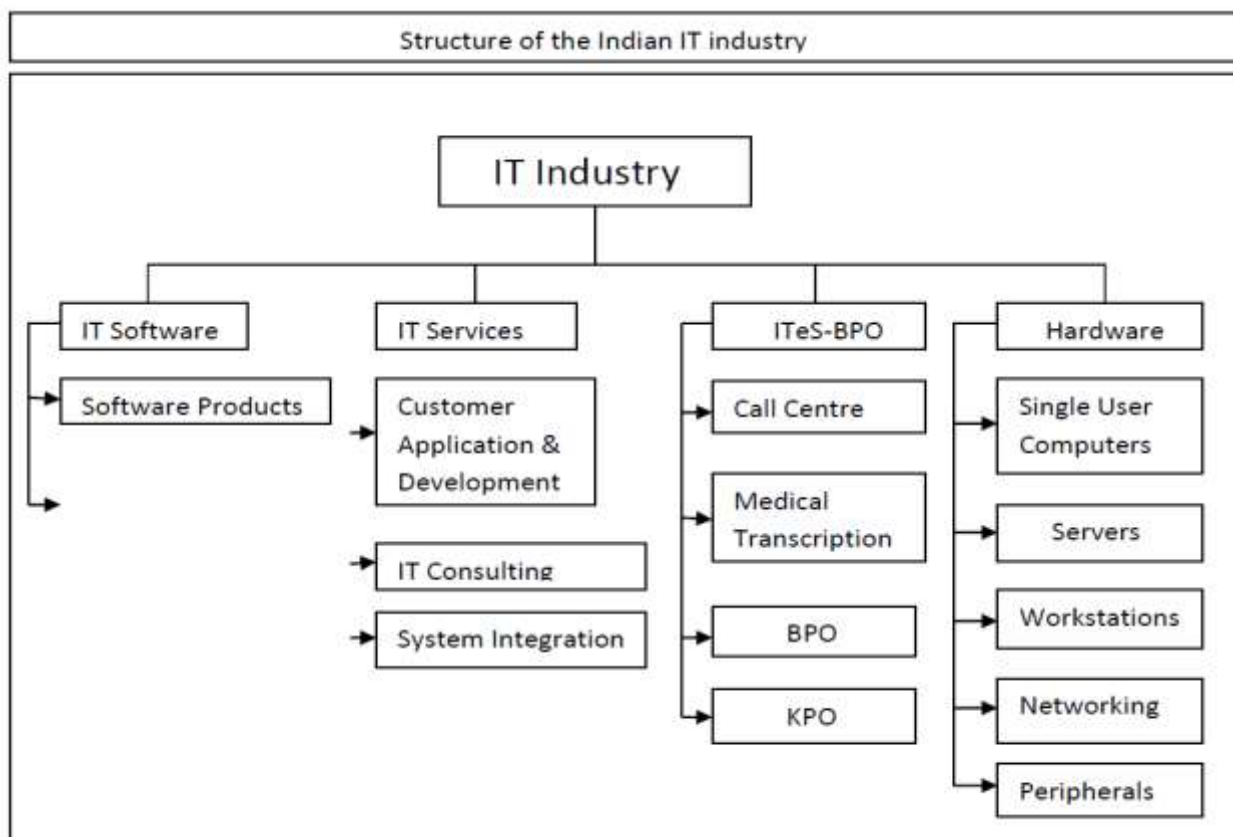 Structure of the Indian IT industry
IT Industry
IT Software
Software Products
IT Services
Customer
Application &
Development
IT Consulting
System Integration
ITeS-BPO
Call Centre
Medical
Transcription
BPO
KPO
Hardware
Single User
Computers
Servers
Workstations
Networking
Peripherals